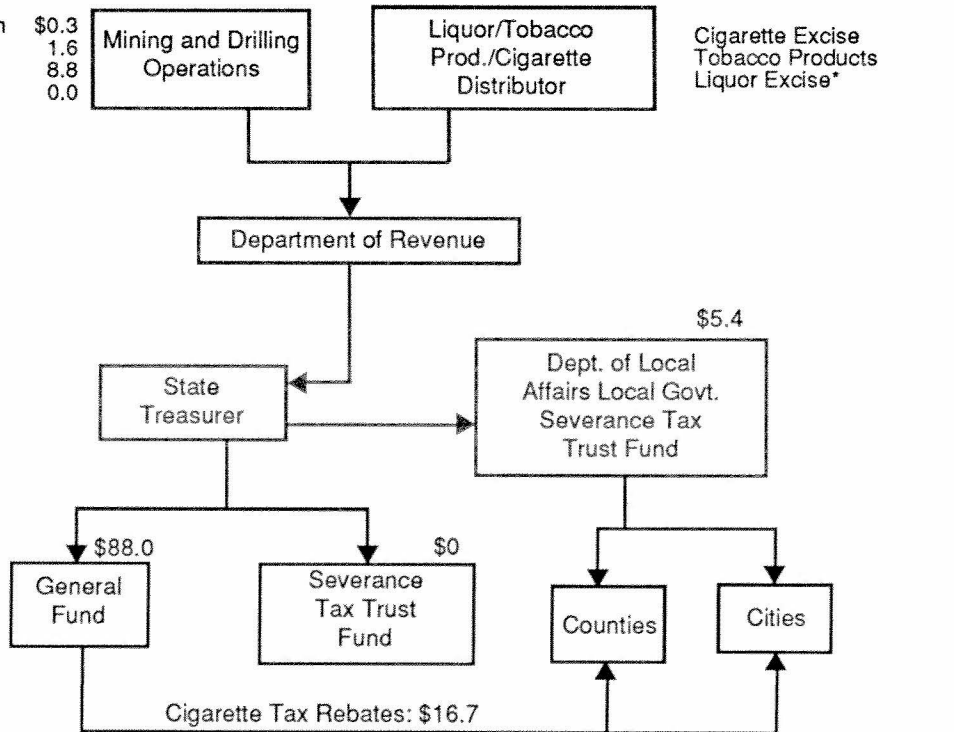 $0.3
1.6
8.8
0.0
Mining and Drilling
Operations
Liquor/Tobacco
Prod./Cigarette
Distributor
Cigarette Excise
Tobacco Products
Liquor Excise*
Department of Revenue
$5.4
State
Treasurer
Dept. of Local
Affairs Local Govt.
Severance Tax
Trust Fund
$88.0
$0
General
Fund
Severance
Tax Trust
Fund
Counties
Cities
Cigarette Tax Rebates: $16.7